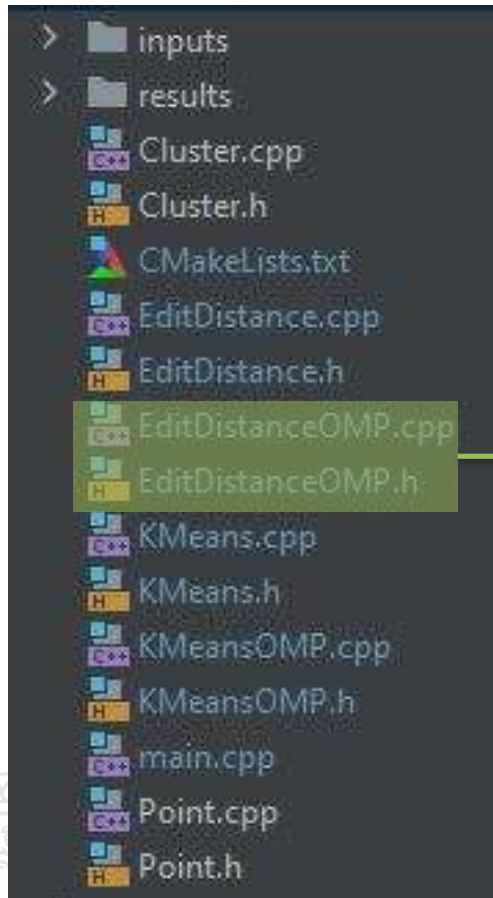 inputs
results
C++ Cluster.cpp
H Cluster.h
CMakeLists.txt
C++ EditDistance.cpp
H EditDistance.h
C++ EditDistanceOMP.cpp
H EditDistanceOMP.h
C++ KMeans.cpp
H KMeans.h
C++ KMeansOMP.cpp
H KMeansOMP.h
C++ main.cpp
C++ Point.cpp
H Point.h